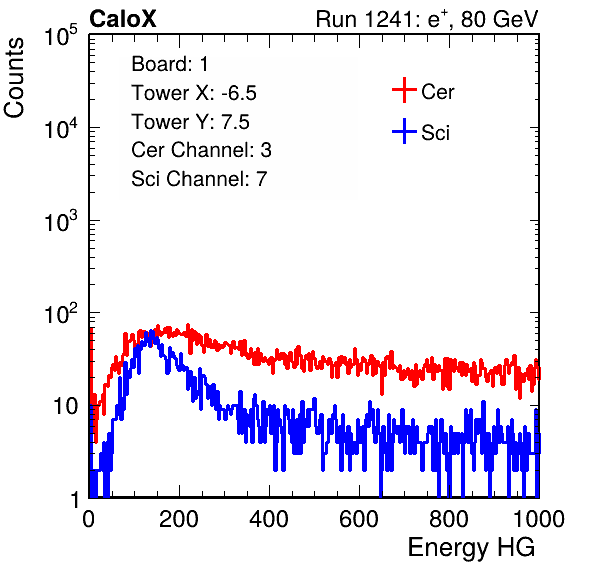 CaloX Run 1241: e⁺, 80 GeV
Counts
Board: 1
Tower X: -6.5
Tower Y: 7.5
Cer Channel: 3
Sci Channel: 7
Cer
Sci
10⁵
10⁴
10³
10²
10
1
0 200 400 600 800 1000
Energy HG